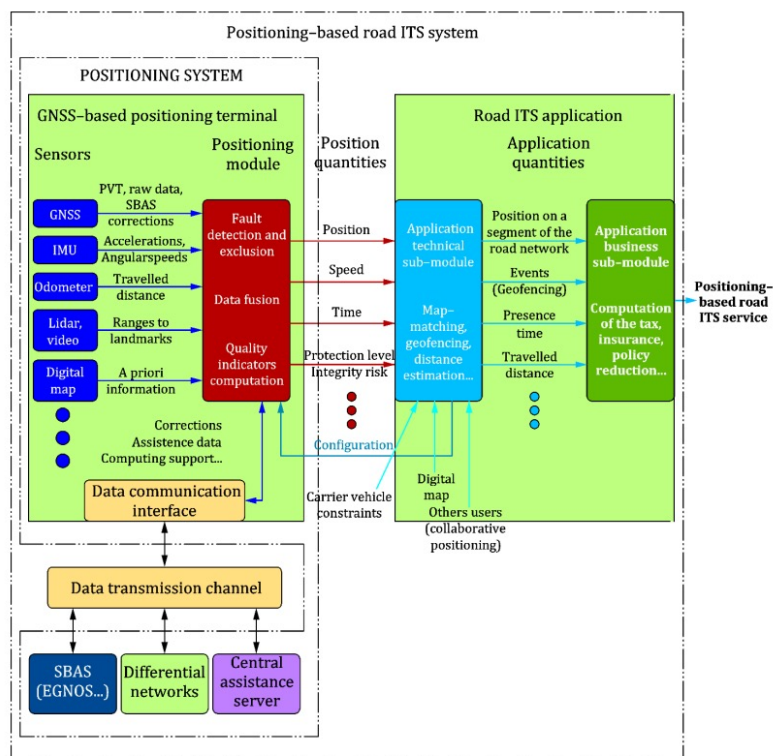 Positioning–based road ITS system
POSITIONING SYSTEM
GNSS–based positioning terminal
Sensors
Positioning
module
Position
quantities
Road ITS application
Application
quantities
GNSS
IMU
Odometer
Lidar,
video
Digital
map
PVT, raw data,
SBAS
corrections
Accelerations,
Angularspeeds
Travelled
distance
Ranges to
landmarks
A priori
information
Fault
detection and
exclusion
Data fusion
Quality
indicators
computation
Position
Speed
Time
Protection level
Integrity risk
Application
technical
sub–module
Map–
matching,
geofencing,
distance
estimation...
Position on a
segment of the
road network
Events
(Geofencing)
Presence
time
Travelled
distance
Application
business
sub–module
Computation
of the tax,
insurance,
policy
reduction...
Positioning–
based road
ITS service
Corrections
Assistence data
Computing support...
Configuration
Data communication
interface
Carrier vehicle
constraints
Digital
map
Others users
(collaborative
positioning)
Data transmission channel
SBAS
(EGNOS...)
Differential
networks
Central
assistance
server